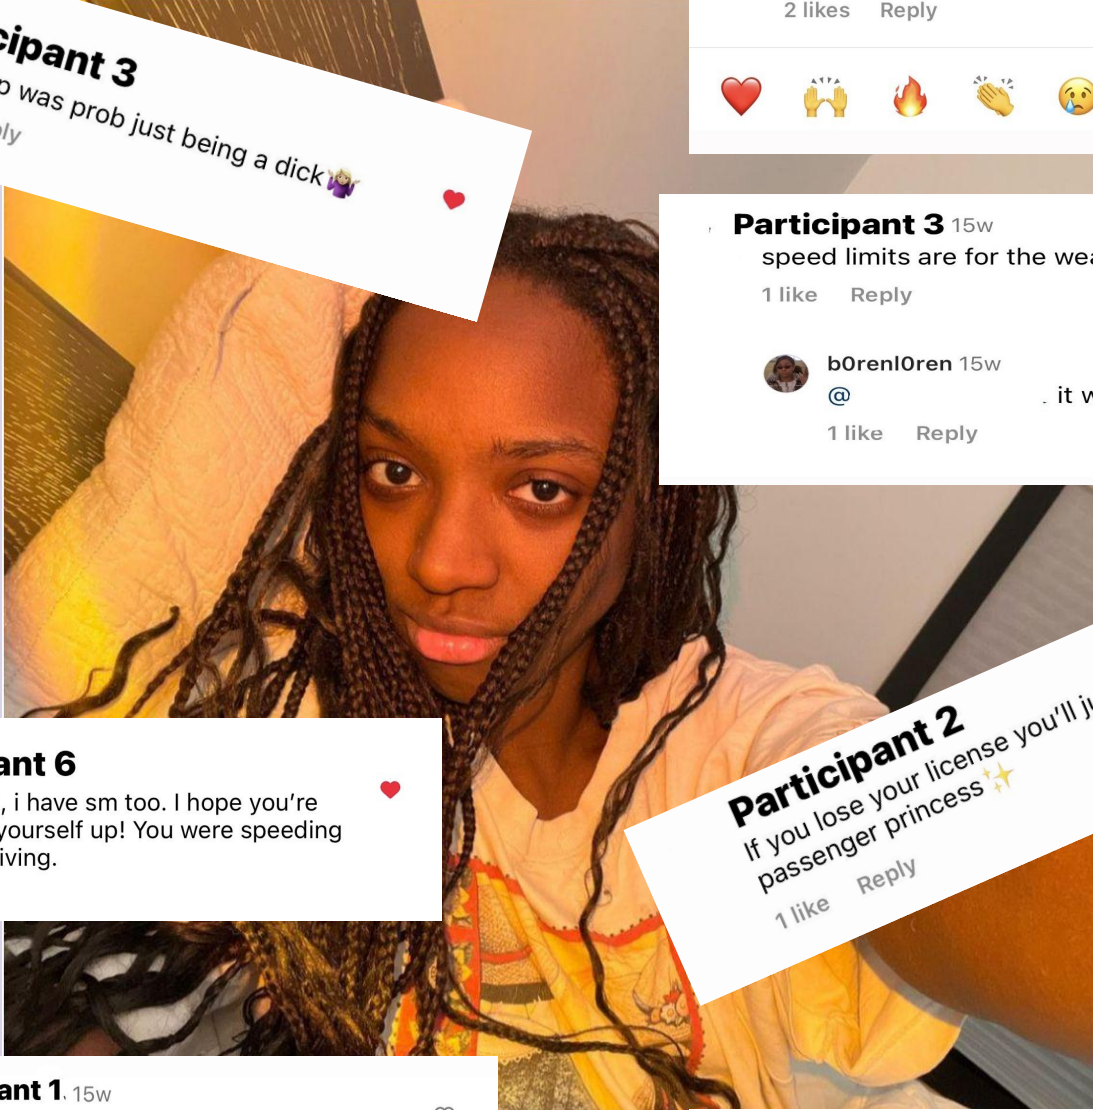 cipant 3
was prob just being a dick🤷🏼‍♀️
ly
2 likes Reply
❤️ 🙌 🔥 👏 😢
Participant 3 15w
speed limits are for the wea
1 like Reply
b0renl0ren 15w
@ it w
1 like Reply
ant 6
, i have sm too. I hope you’re
yourself up! You were speeding
iving.
Participant 2
If you lose your license you’ll ju
passenger princess✨
1 like Reply
ant 1 15w